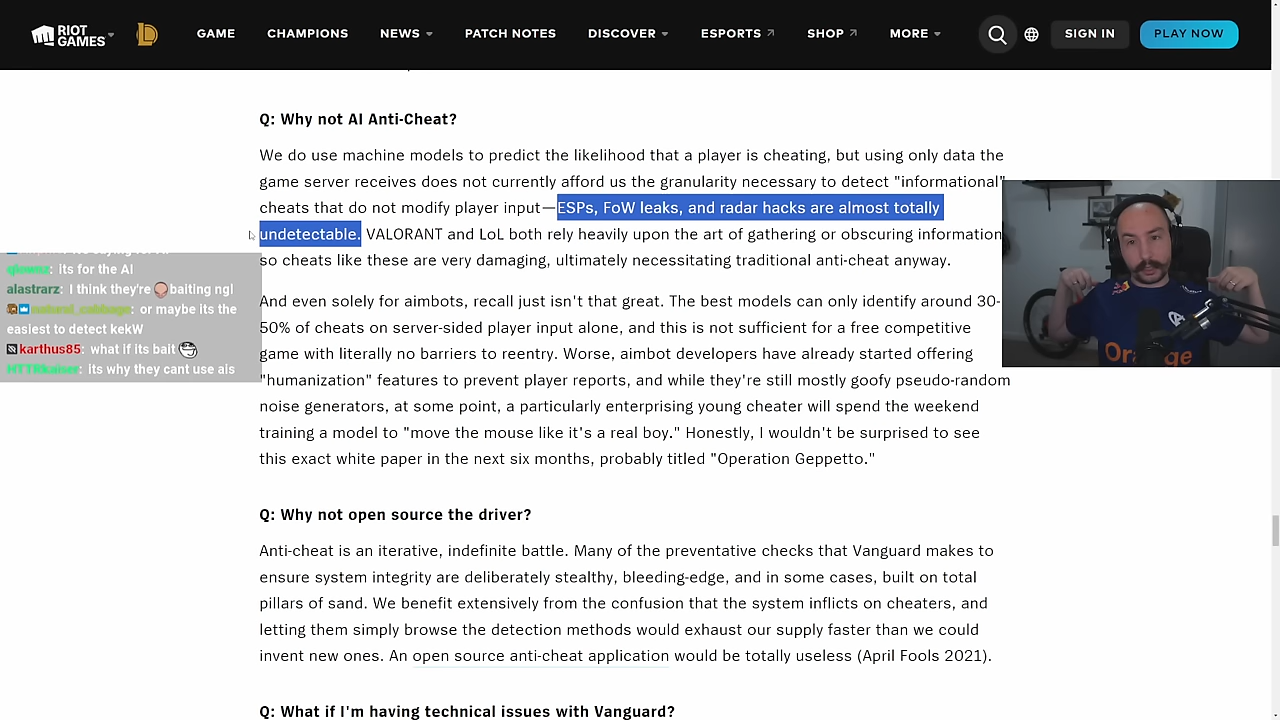 RIOT
GAMES
GAME
CHAMPIONS
NEWS
PATCH NOTES
DISCOVER
ESPORTS
SHOP
MORE
SIGN IN
PLAY NOW
Q: Why not AI Anti-Cheat?
We do use machine models to predict the likelihood that a player is cheating, but using only data the
game server receives does not currently afford us the granularity necessary to detect "informational"
cheats that do not modify player input—ESPs, FoW leaks, and radar hacks are almost totally
undetectable. VALORANT and LoL both rely heavily upon the art of gathering or obscuring information
so cheats like these are very damaging, ultimately necessitating traditional anti-cheat anyway.
And even solely for aimbots, recall just isn't that great. The best models can only identify around 30-
50% of cheats on server-sided player input alone, and this is not sufficient for a free competitive
game with literally no barriers to reentry. Worse, aimbot developers have already started offering
"humanization" features to prevent player reports, and while they're still mostly goofy pseudo-random
noise generators, at some point, a particularly enterprising young cheater will spend the weekend
training a model to "move the mouse like it's a real boy." Honestly, I wouldn't be surprised to see
this exact white paper in the next six months, probably titled "Operation Geppetto."
Q: Why not open source the driver?
Anti-cheat is an iterative, indefinite battle. Many of the preventative checks that Vanguard makes to
ensure system integrity are deliberately stealthy, bleeding-edge, and in some cases, built on total
pillars of sand. We benefit extensively from the confusion that the system inflicts on cheaters, and
letting them simply browse the detection methods would exhaust our supply faster than we could
invent new ones. An open source anti-cheat application would be totally useless (April Fools 2021).
Q: What if I'm having technical issues with Vanguard?
: its for the AI
alastrarz: I think they're baiting ngl
: or maybe its the
easiest to detect kekW
karthus85: what if its bait
HTTRkaiser: its why they cant use ais
Orange